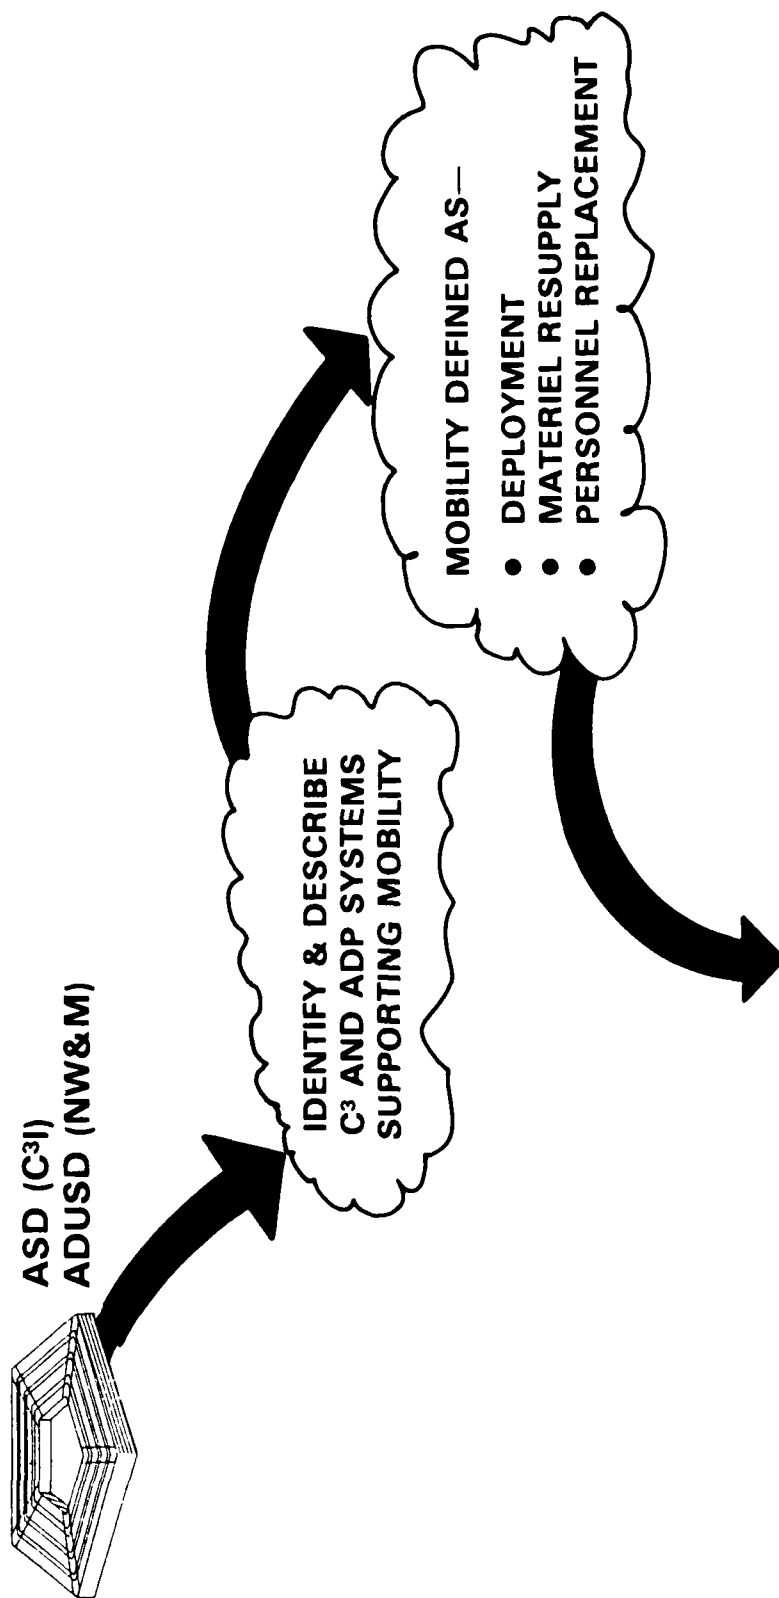 ASD (C³I)
ADUSD (NW&M)
IDENTIFY & DESCRIBE
C³ AND ADP SYSTEMS
SUPPORTING MOBILITY
MOBILITY DEFINED AS—
• DEPLOYMENT
• MATERIEL RESUPPLY
• PERSONNEL REPLACEMENT